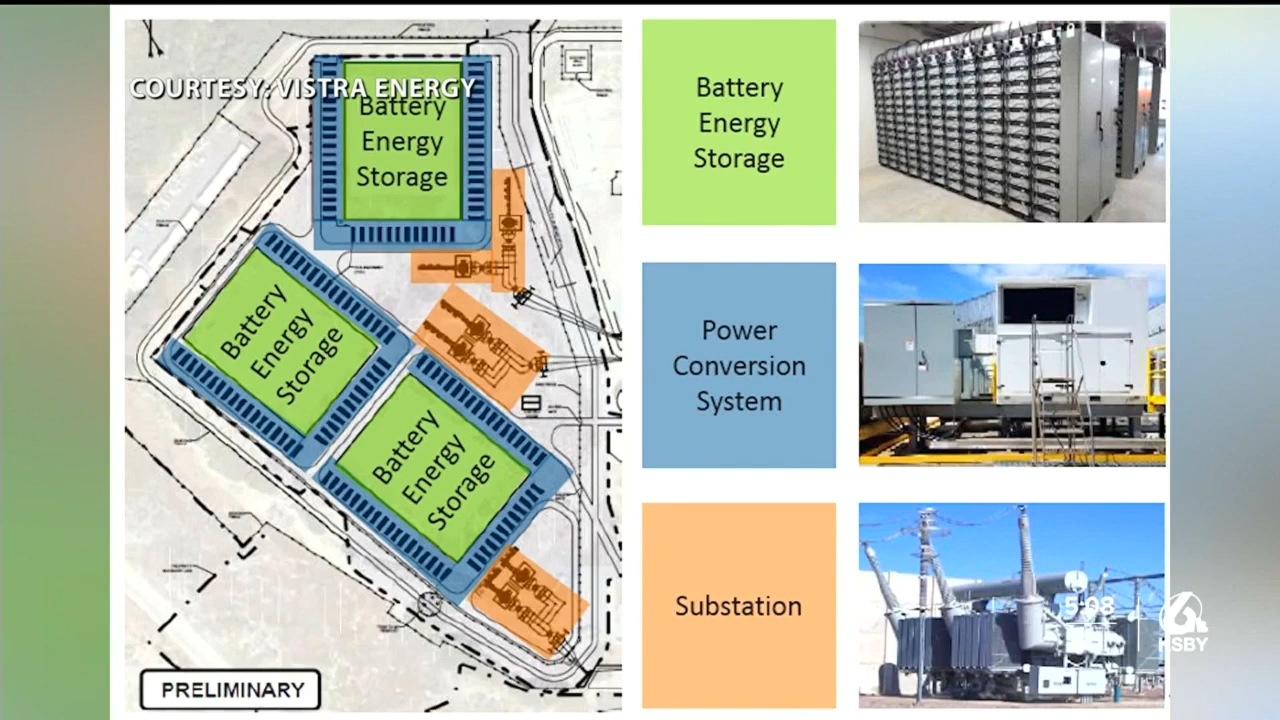 COURTESY: VISTRA ENERGY
Battery
Energy
Storage
Battery
Energy
Storage
Battery
Energy
Storage
PRELIMINARY
Battery
Energy
Storage
Power
Conversion
System
Substation
5:08
6
KSBY